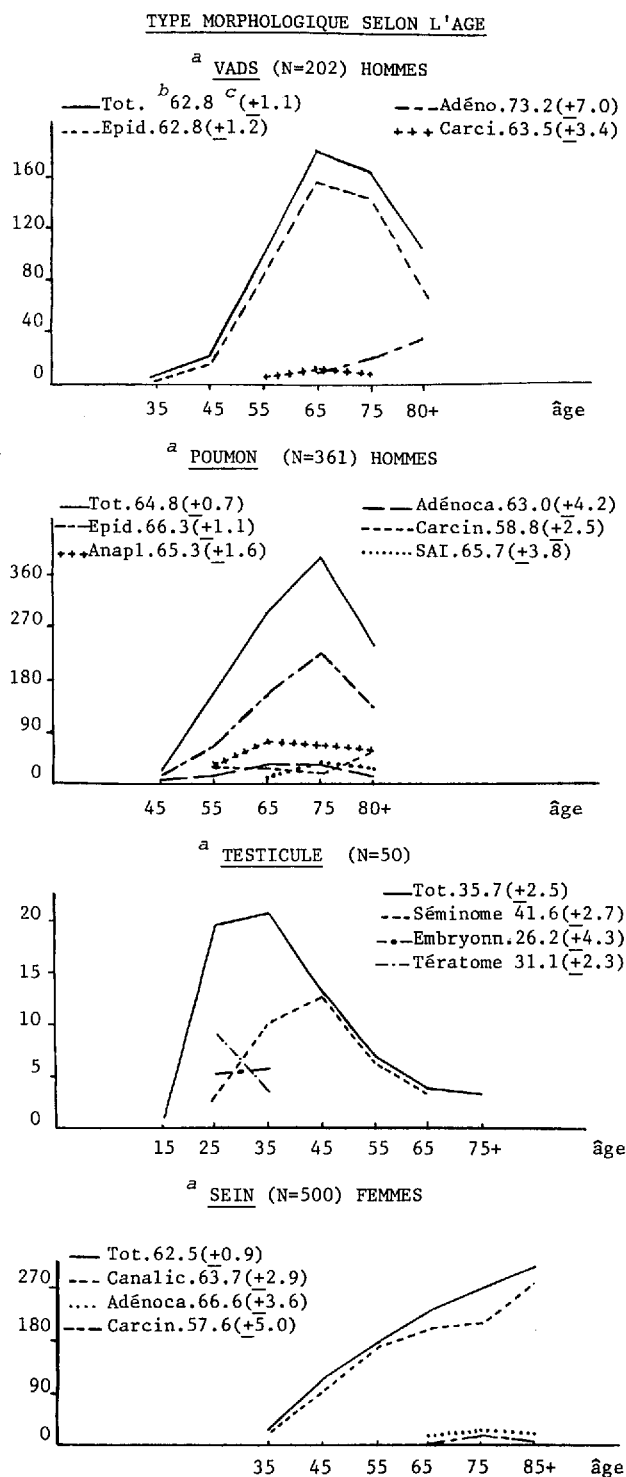 TYPE MORPHOLOGIQUE SELON L'AGE
a VADS (N=202) HOMMES
Tot. b 62.8 c (±1.1)
Adéno.73.2(±7.0)
Epid.62.8(±1.2)
Carci.63.5(±3.4)
160
120
80
40
0
35 45 55 65 75 80+ âge
a POUMON (N=361) HOMMES
Tot.64.8(±0.7)
Adénoca.63.0(±4.2)
Epid.66.3(±1.1)
Carcin.58.8(±2.5)
Anapl.65.3(±1.6)
SAI.65.7(±3.8)
360
270
180
90
0
45 55 65 75 80+ âge
a TESTICULE (N=50)
Tot.35.7(±2.5)
Séminome 41.6(±2.7)
Embryonn.26.2(±4.3)
Tératome 31.1(±2.3)
20
15
10
5
0
15 25 35 45 55 65 75+ âge
a SEIN (N=500) FEMMES
Tot.62.5(±0.9)
Canalic.63.7(±2.9)
Adénoca.66.6(±3.6)
Carcin.57.6(±5.0)
270
180
90
0
35 45 55 65 75 85+ âge